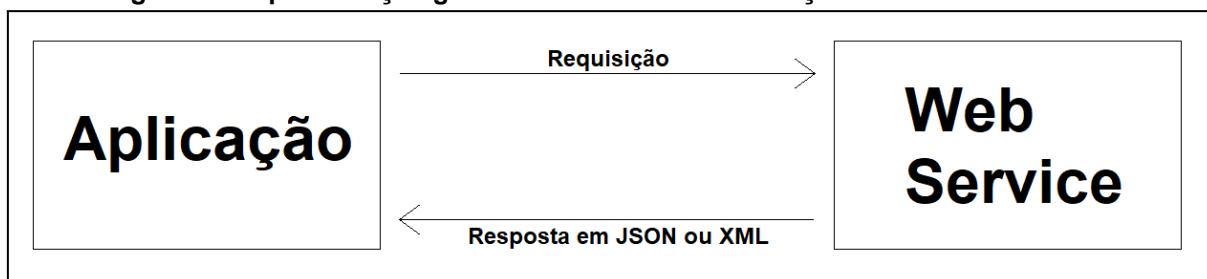 Requisição
Aplicação
Web
Service
Resposta em JSON ou XML